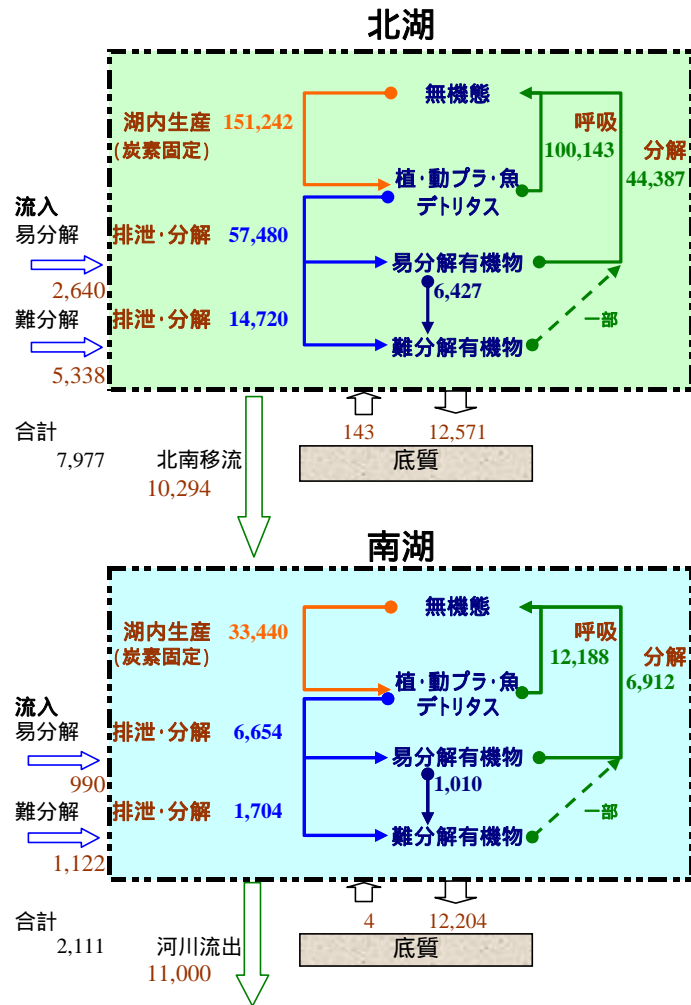 北湖
無機態
湖内生産 151,242
(炭素固定)
呼吸
100,143
分解
44,387
植・動プラ・魚
デトリタス
流入
易分解
2,640
排泄・分解 57,480
易分解有機物
6,427
難分解
5,338
排泄・分解 14,720
難分解有機物
一部
合計
7,977
北南移流
10,294
143
12,571
底質
南湖
無機態
湖内生産 33,440
(炭素固定)
呼吸
12,188
分解
6,912
植・動プラ・魚
デトリタス
流入
易分解
990
排泄・分解 6,654
易分解有機物
1,010
難分解
1,122
排泄・分解 1,704
難分解有機物
一部
合計
2,111
河川流出
11,000
4
12,204
底質